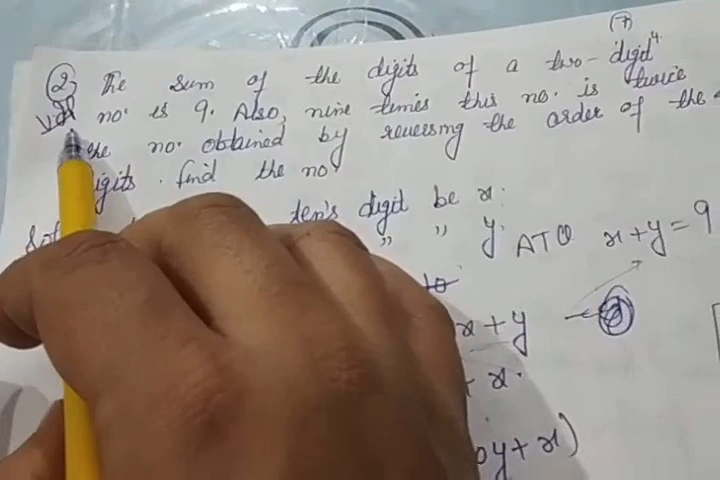 (7)
② The sum of the digits of a two-digit
no. is 9. Also, nine times this no. is twice
the no. obtained by reversing the order of the
digits. find the no
ten's digit be x.
" " y. ATQ x+y=9
x+y
x.
y+x)